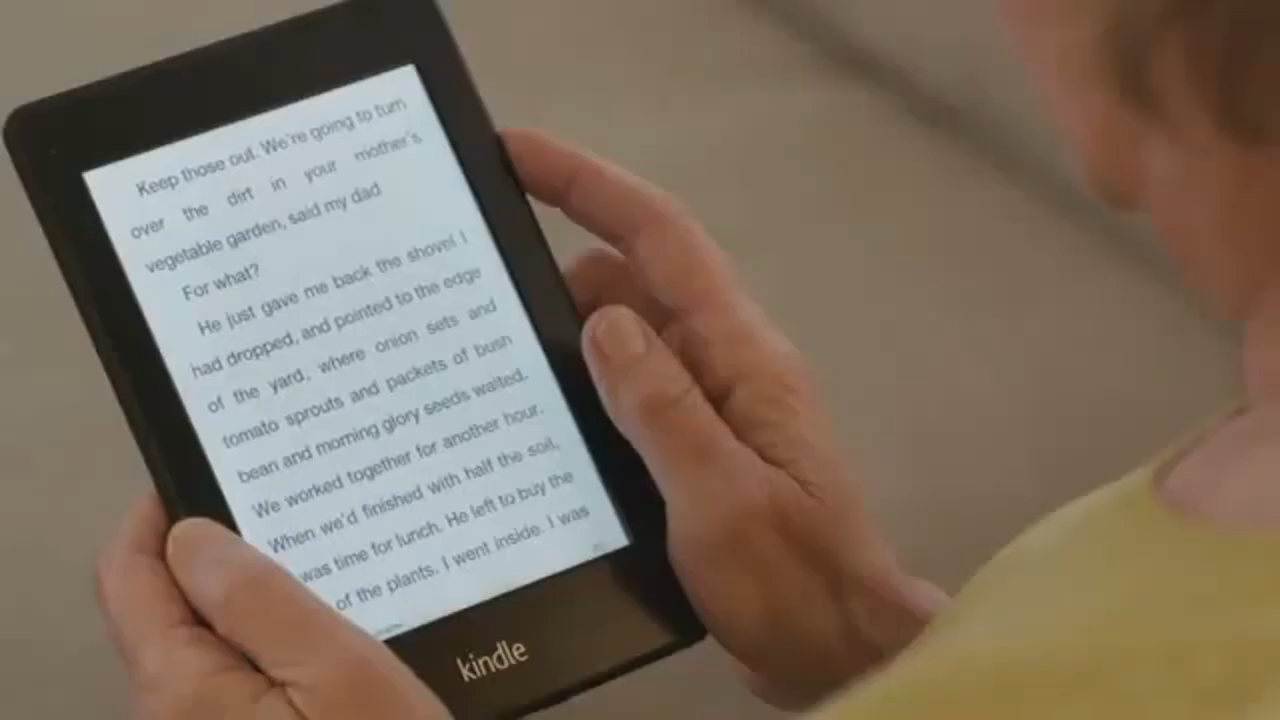 Keep those out. We're going to turn
over the dirt in your mother's
vegetable garden, said my dad
For what?
He just gave me back the shovel I
had dropped, and pointed to the edge
of the yard, where onion sets and
tomato sprouts and packets of bush
bean and morning glory seeds waited.
We worked together for another hour.
When we'd finished with half the soil,
was time for lunch. He left to buy the
of the plants. I went inside. I was
kindle